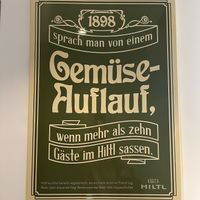 1898
sprach man von einem
Gemüse-
Auflauf,
wenn mehr als zehn
Gäste im Hiltl sassen.
HILTL